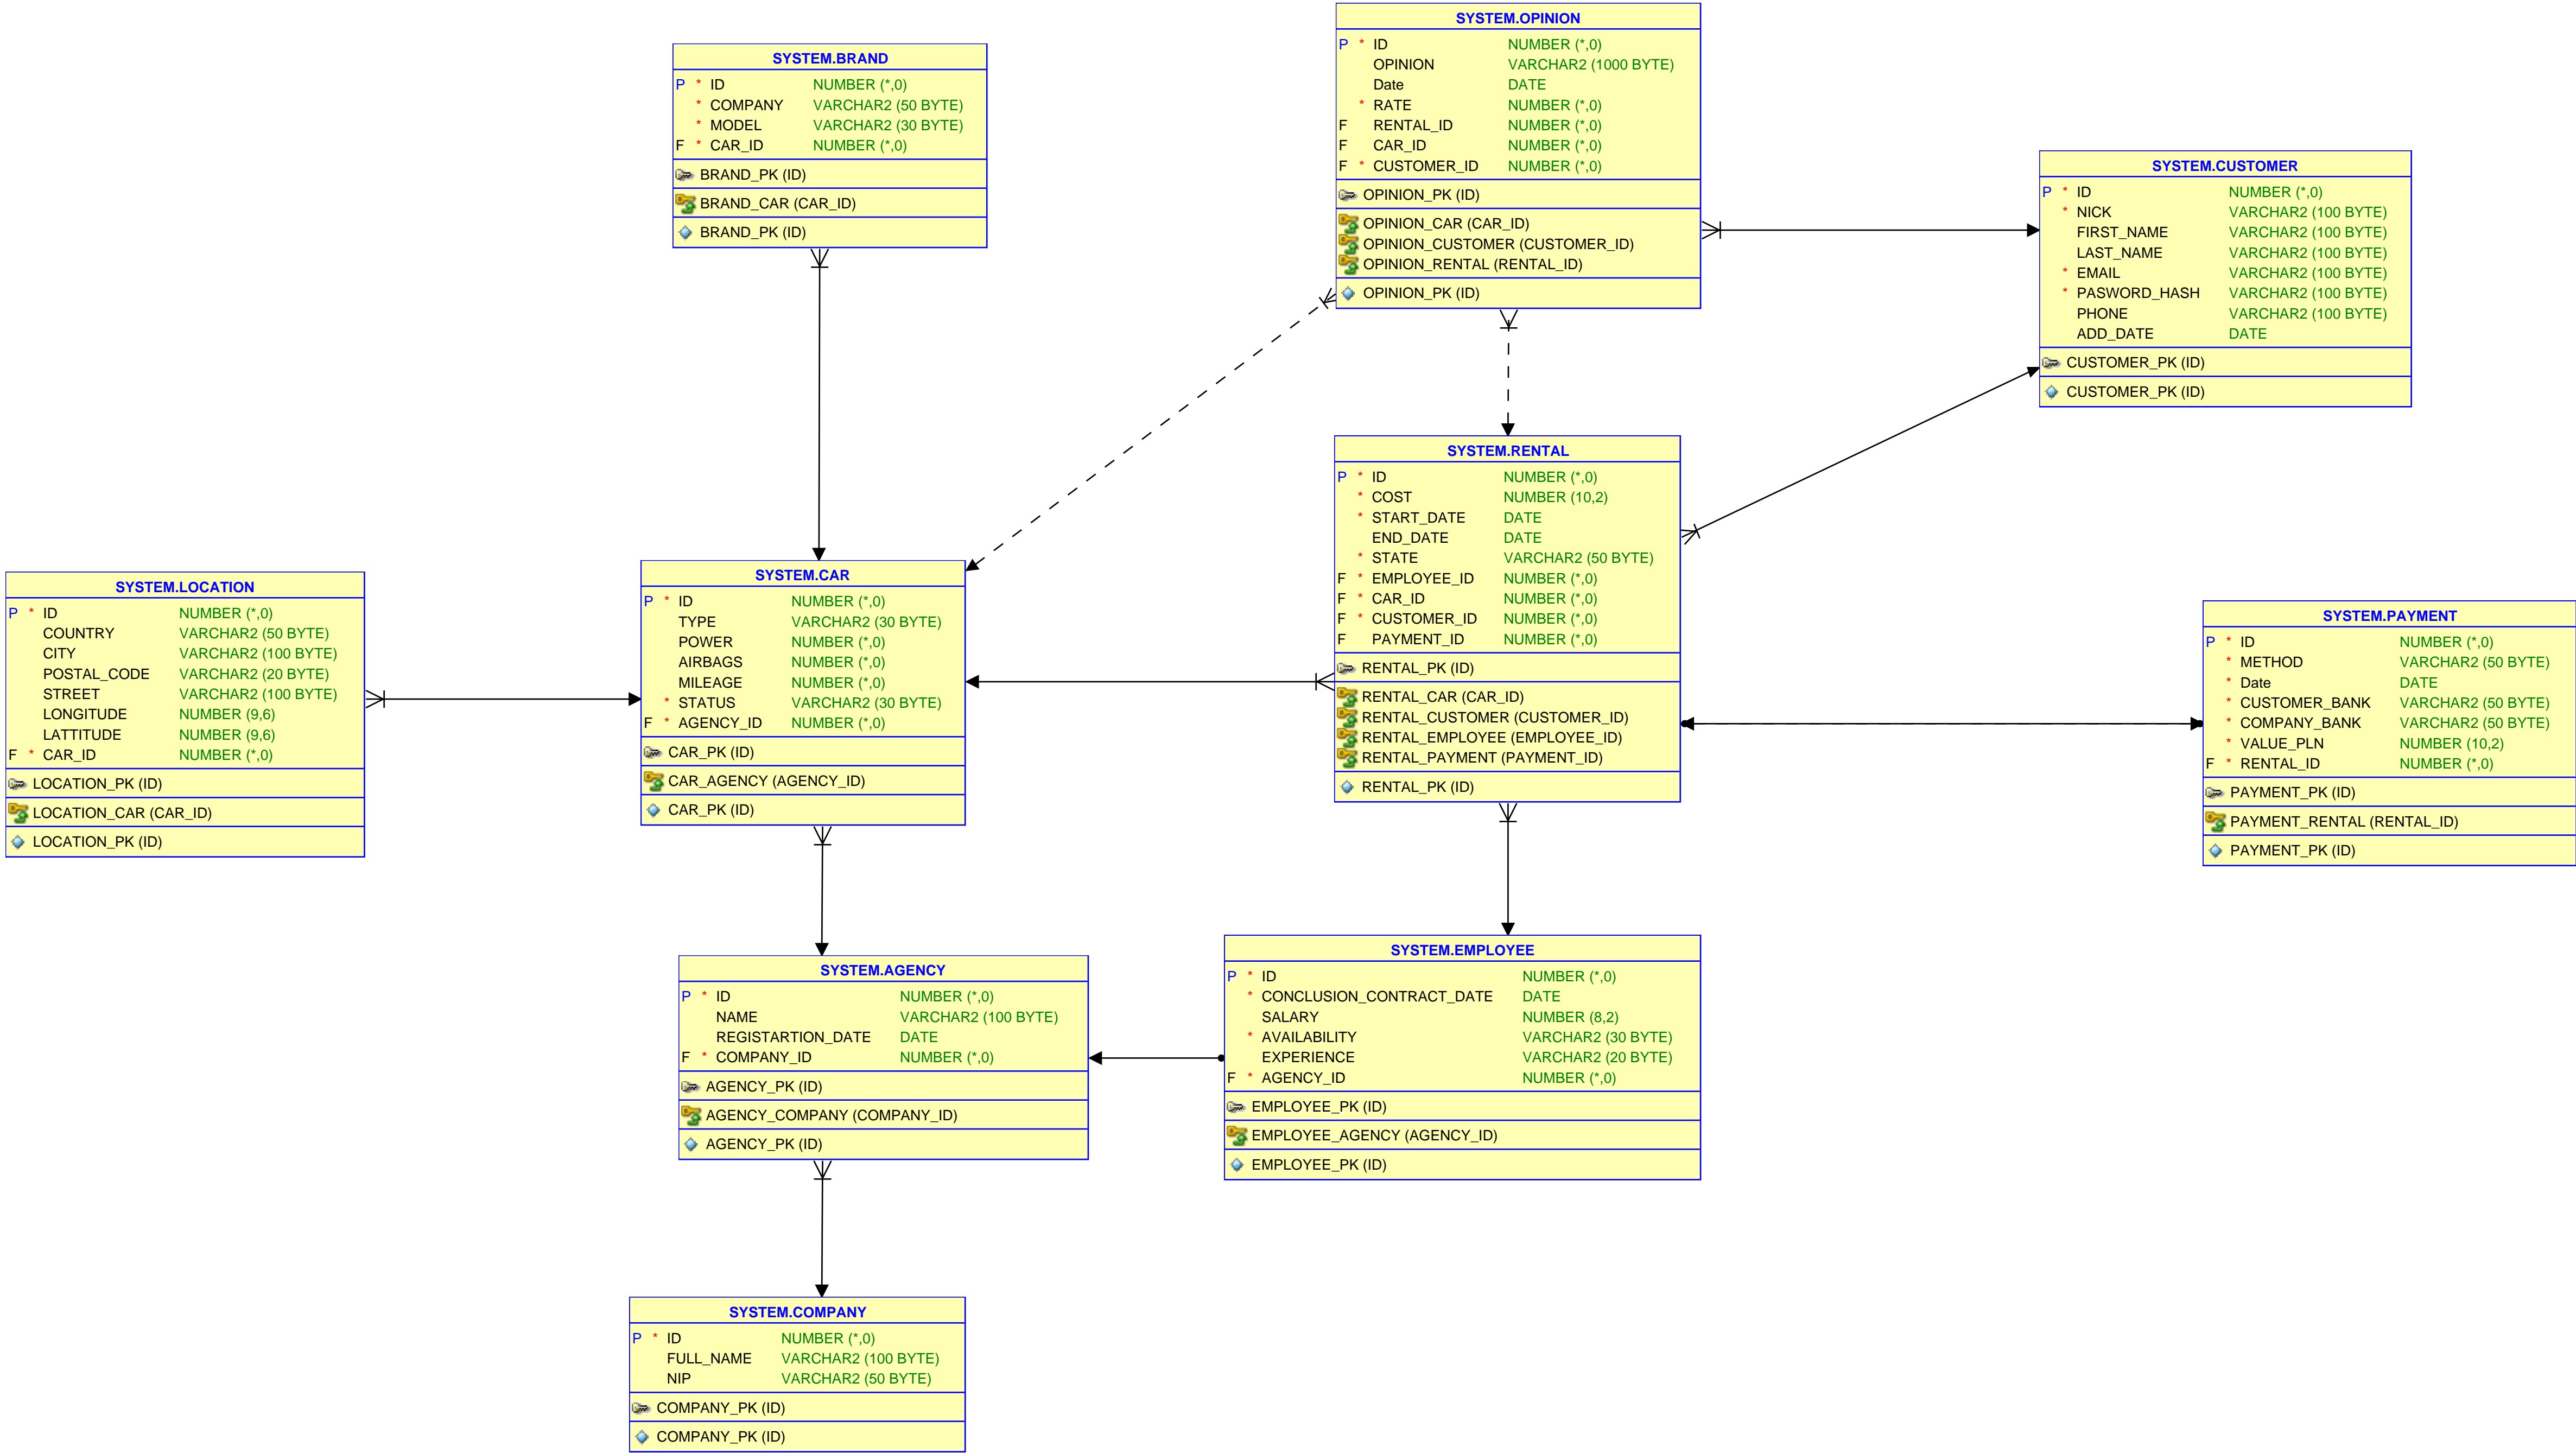 SYSTEM.OPINION
P * ID NUMBER (*,0)
OPINION VARCHAR2 (1000 BYTE)
Date DATE
* RATE NUMBER (*,0)
F RENTAL_ID NUMBER (*,0)
F CAR_ID NUMBER (*,0)
F * CUSTOMER_ID NUMBER (*,0)
OPINION_PK (ID)
OPINION_CAR (CAR_ID)
OPINION_CUSTOMER (CUSTOMER_ID)
OPINION_RENTAL (RENTAL_ID)
OPINION_PK (ID)
SYSTEM.BRAND
P * ID NUMBER (*,0)
* COMPANY VARCHAR2 (50 BYTE)
* MODEL VARCHAR2 (30 BYTE)
F * CAR_ID NUMBER (*,0)
BRAND_PK (ID)
BRAND_CAR (CAR_ID)
BRAND_PK (ID)
SYSTEM.CUSTOMER
P * ID NUMBER (*,0)
* NICK VARCHAR2 (100 BYTE)
FIRST_NAME VARCHAR2 (100 BYTE)
LAST_NAME VARCHAR2 (100 BYTE)
* EMAIL VARCHAR2 (100 BYTE)
* PASWORD_HASH VARCHAR2 (100 BYTE)
PHONE VARCHAR2 (100 BYTE)
ADD_DATE DATE
CUSTOMER_PK (ID)
CUSTOMER_PK (ID)
SYSTEM.RENTAL
P * ID NUMBER (*,0)
* COST NUMBER (10,2)
* START_DATE DATE
END_DATE DATE
* STATE VARCHAR2 (50 BYTE)
F * EMPLOYEE_ID NUMBER (*,0)
F * CAR_ID NUMBER (*,0)
F * CUSTOMER_ID NUMBER (*,0)
F PAYMENT_ID NUMBER (*,0)
RENTAL_PK (ID)
RENTAL_CAR (CAR_ID)
RENTAL_CUSTOMER (CUSTOMER_ID)
RENTAL_EMPLOYEE (EMPLOYEE_ID)
RENTAL_PAYMENT (PAYMENT_ID)
RENTAL_PK (ID)
SYSTEM.LOCATION
P * ID NUMBER (*,0)
COUNTRY VARCHAR2 (50 BYTE)
CITY VARCHAR2 (100 BYTE)
POSTAL_CODE VARCHAR2 (20 BYTE)
STREET VARCHAR2 (100 BYTE)
LONGITUDE NUMBER (9,6)
LATTITUDE NUMBER (9,6)
F * CAR_ID NUMBER (*,0)
LOCATION_PK (ID)
LOCATION_CAR (CAR_ID)
LOCATION_PK (ID)
SYSTEM.CAR
P * ID NUMBER (*,0)
TYPE VARCHAR2 (30 BYTE)
POWER NUMBER (*,0)
AIRBAGS NUMBER (*,0)
MILEAGE NUMBER (*,0)
* STATUS VARCHAR2 (30 BYTE)
F * AGENCY_ID NUMBER (*,0)
CAR_PK (ID)
CAR_AGENCY (AGENCY_ID)
CAR_PK (ID)
SYSTEM.PAYMENT
P * ID NUMBER (*,0)
* METHOD VARCHAR2 (50 BYTE)
* Date DATE
* CUSTOMER_BANK VARCHAR2 (50 BYTE)
* COMPANY_BANK VARCHAR2 (50 BYTE)
* VALUE_PLN NUMBER (10,2)
F * RENTAL_ID NUMBER (*,0)
PAYMENT_PK (ID)
PAYMENT_RENTAL (RENTAL_ID)
PAYMENT_PK (ID)
SYSTEM.AGENCY
P * ID NUMBER (*,0)
NAME VARCHAR2 (100 BYTE)
REGISTARTION_DATE DATE
F * COMPANY_ID NUMBER (*,0)
AGENCY_PK (ID)
AGENCY_COMPANY (COMPANY_ID)
AGENCY_PK (ID)
SYSTEM.EMPLOYEE
P * ID NUMBER (*,0)
* CONCLUSION_CONTRACT_DATE DATE
SALARY NUMBER (8,2)
* AVAILABILITY VARCHAR2 (30 BYTE)
EXPERIENCE VARCHAR2 (20 BYTE)
F * AGENCY_ID NUMBER (*,0)
EMPLOYEE_PK (ID)
EMPLOYEE_AGENCY (AGENCY_ID)
EMPLOYEE_PK (ID)
SYSTEM.COMPANY
P * ID NUMBER (*,0)
FULL_NAME VARCHAR2 (100 BYTE)
NIP VARCHAR2 (50 BYTE)
COMPANY_PK (ID)
COMPANY_PK (ID)